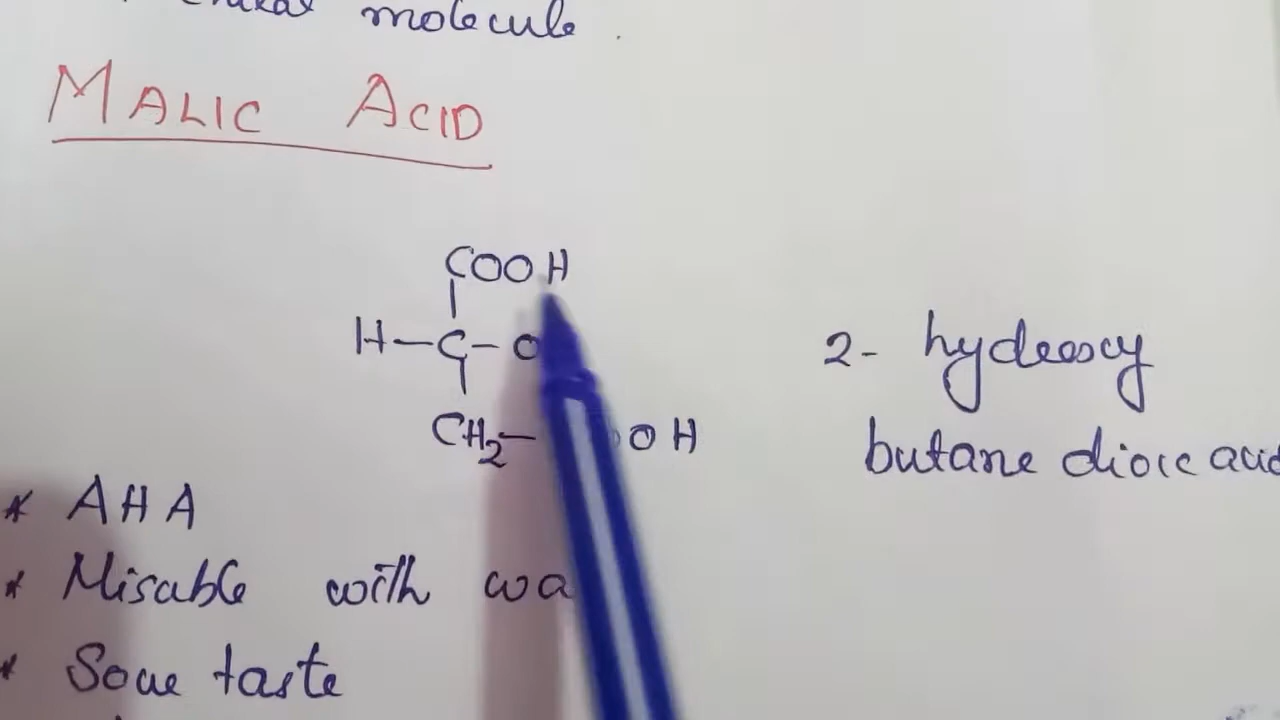 molecule.
MALIC ACID
COOH
H-C-O
CH2- OH
2- hydroxy
butane dioic acid
* AHA
* Misable with wa
* Soue taste